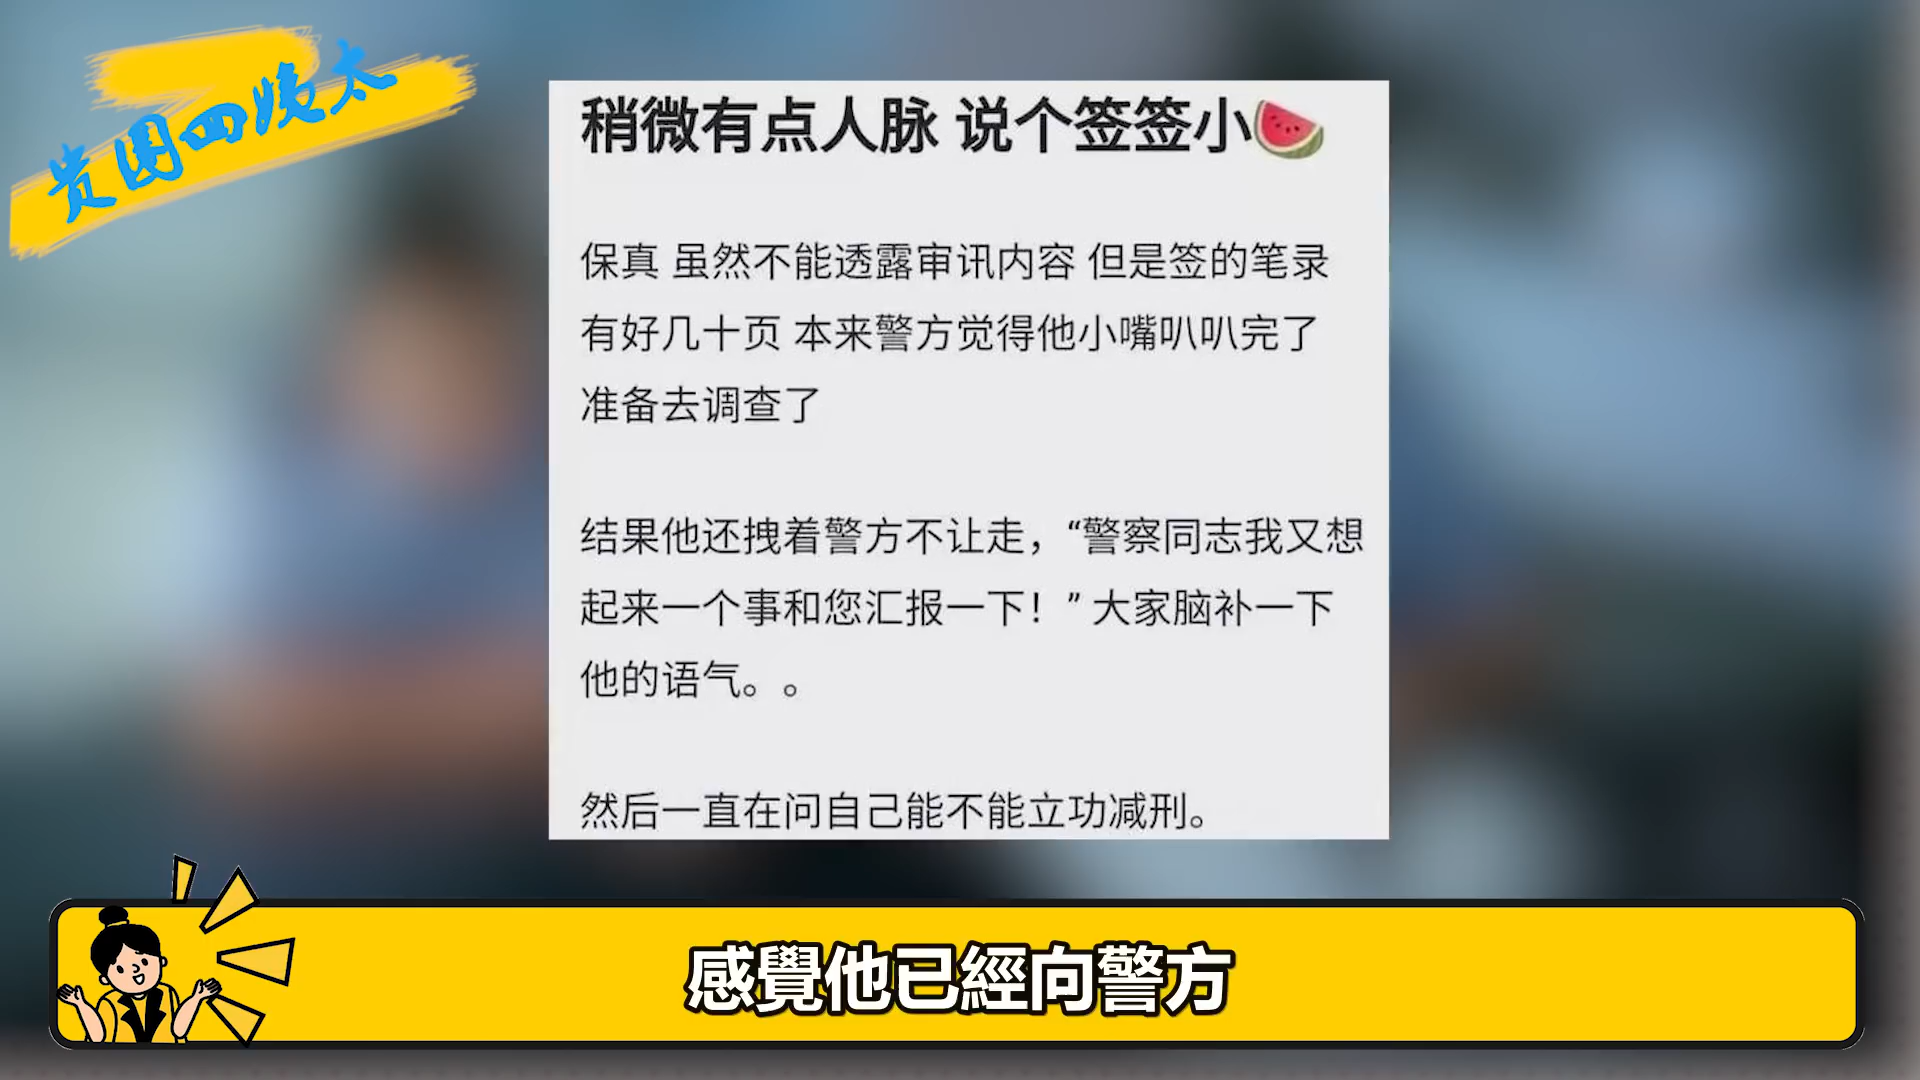 贵圈四姨太
稍微有点人脉 说个签签小🍉
保真 虽然不能透露审讯内容 但是签的笔录
有好几十页 本来警方觉得他小嘴叭叭完了
准备去调查了
结果他还拽着警方不让走，“警察同志我又想
起来一个事和您汇报一下！” 大家脑补一下
他的语气。。
然后一直在问自己能不能立功减刑。
感覺他已經向警方